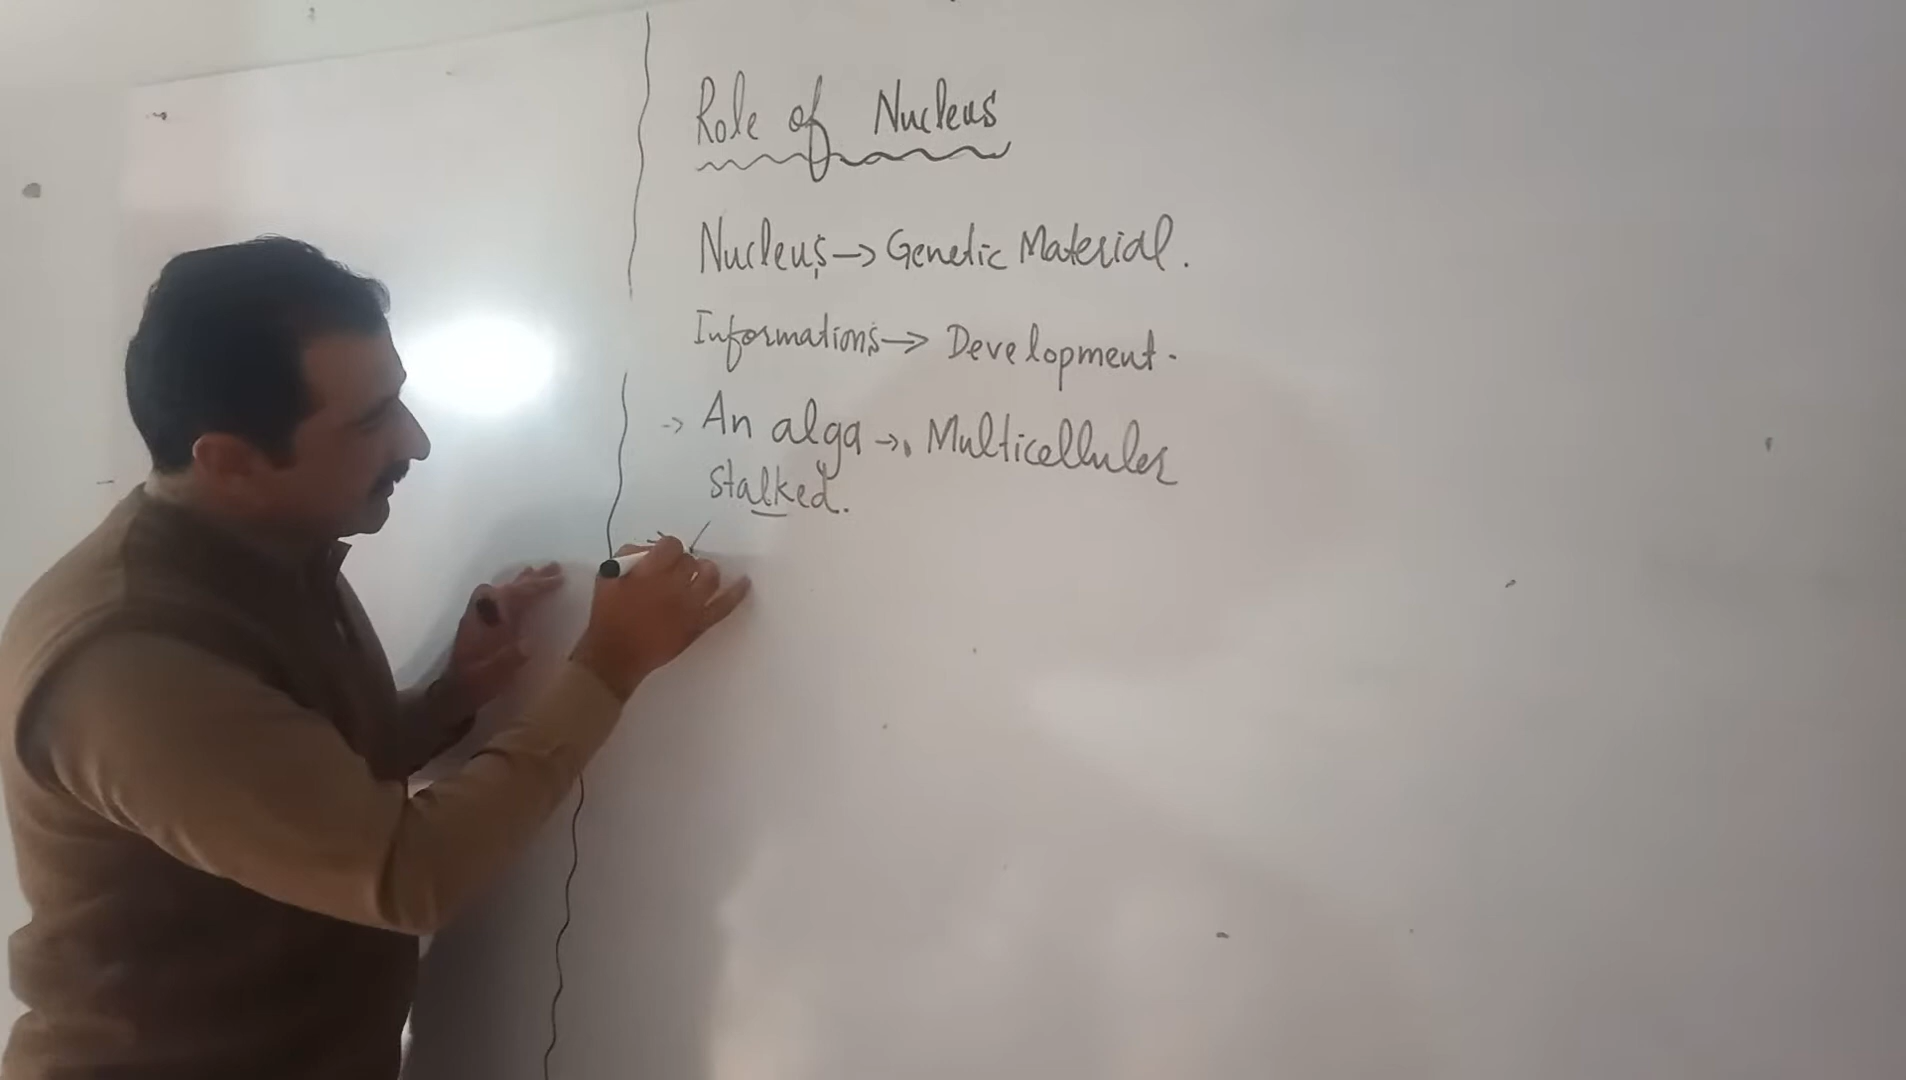 Role of Nucleus
Nucleus → Genetic Material.
Informations → Development.
→ An alga → Multicelluler
stalked.